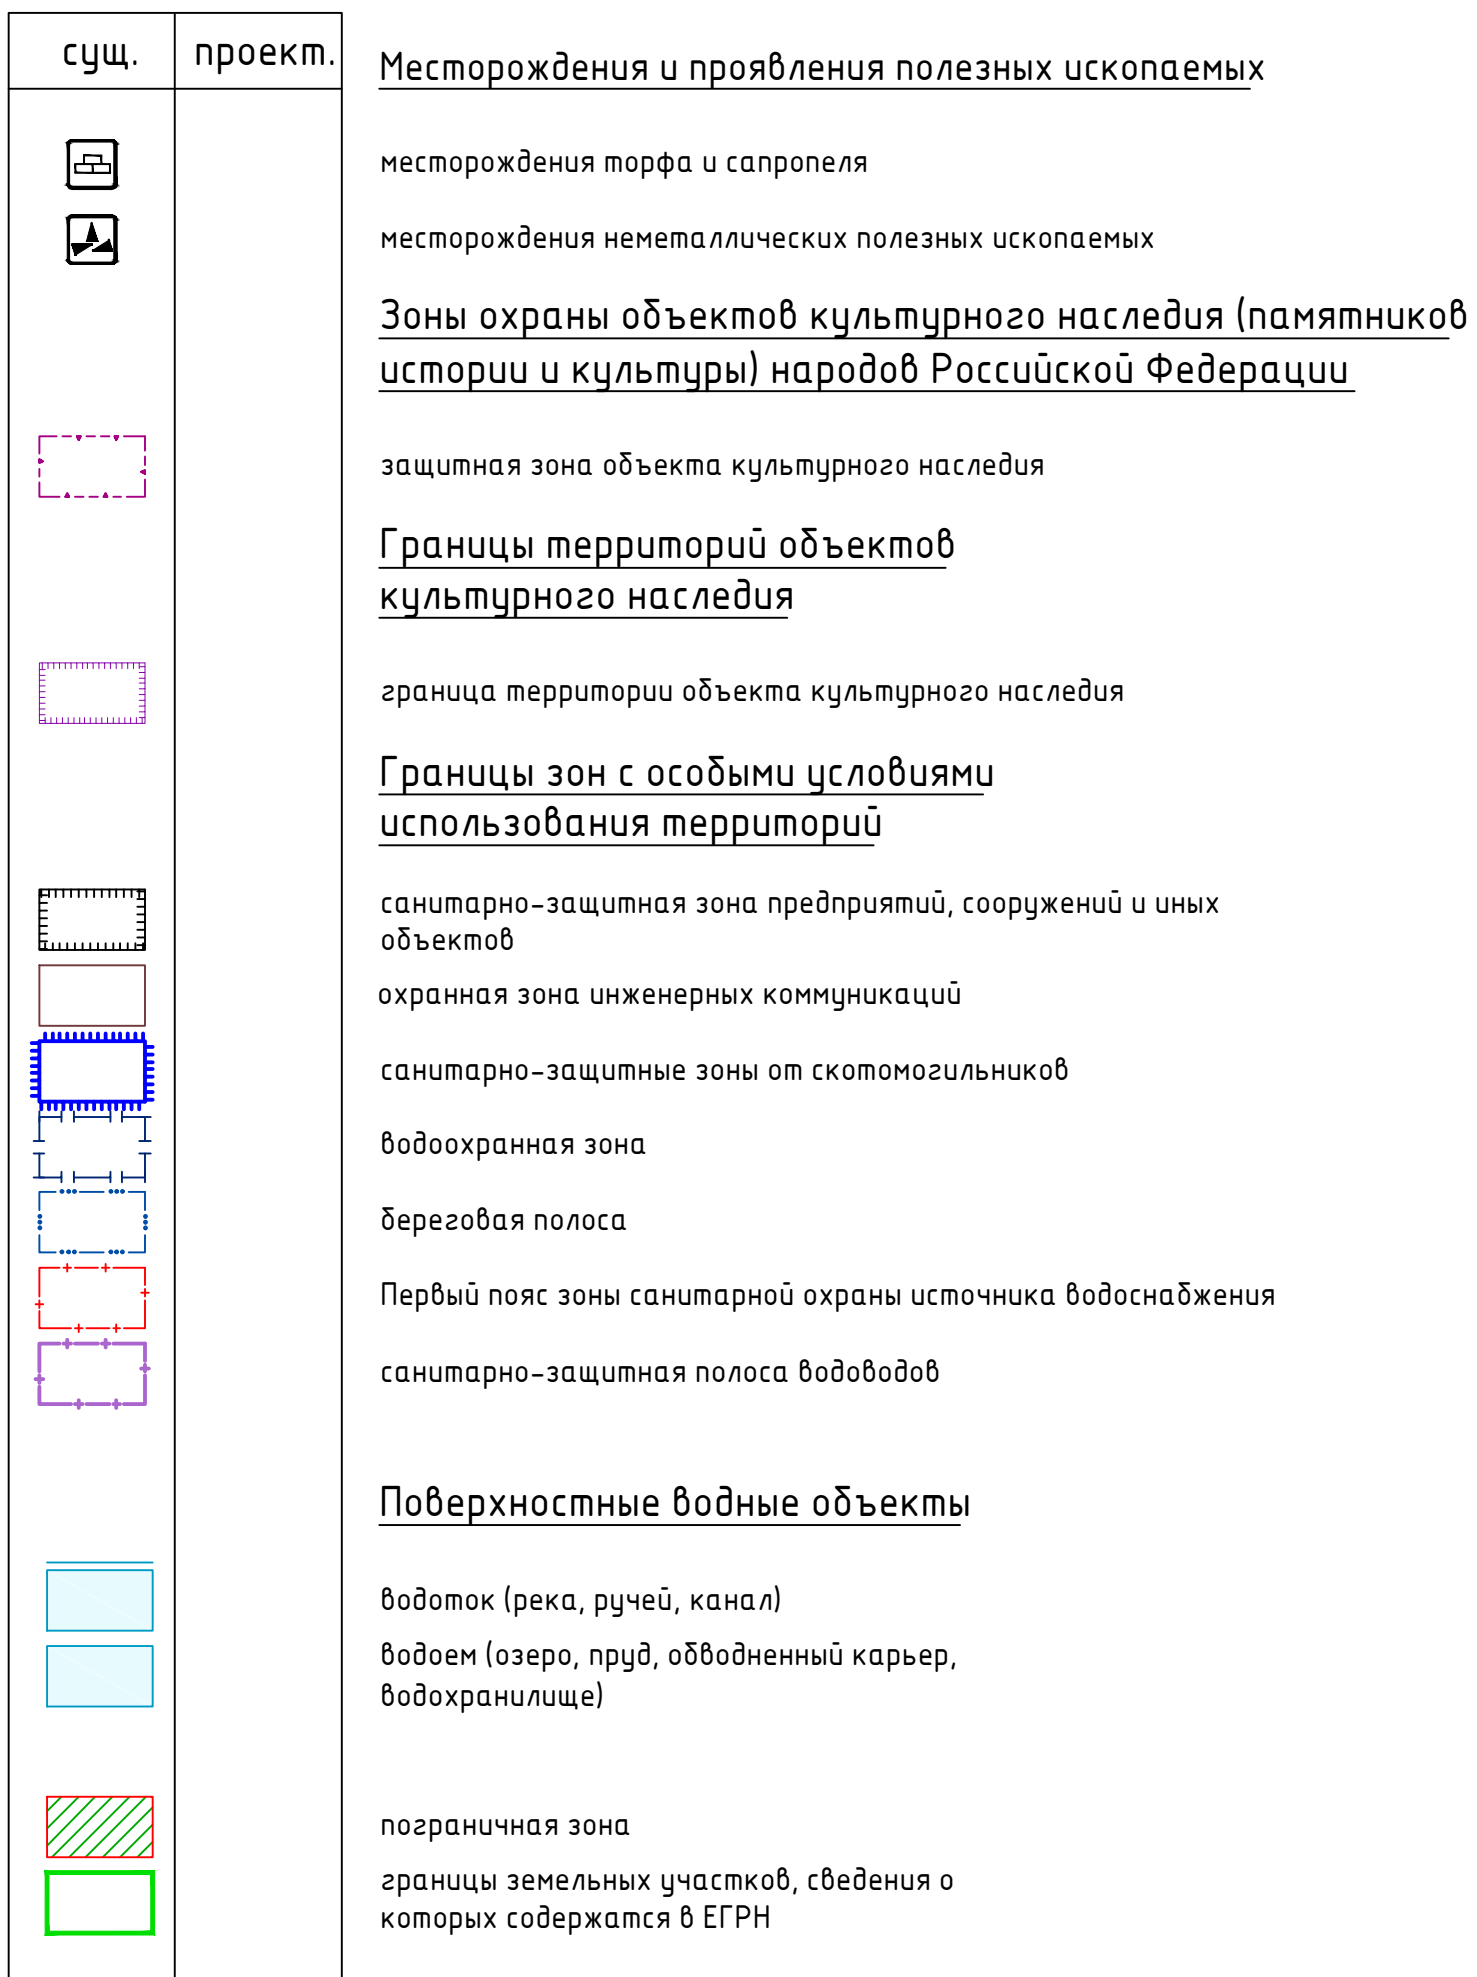 сущ. проект.
Месторождения и проявления полезных ископаемых
месторождения торфа и сапропеля
месторождения неметаллических полезных ископаемых
Зоны охраны объектов культурного наследия (памятников
истории и культуры) народов Российской Федерации
защитная зона объекта культурного наследия
Границы территорий объектов
культурного наследия
граница территории объекта культурного наследия
Границы зон с особыми условиями
использования территорий
санитарно-защитная зона предприятий, сооружений и иных
объектов
охранная зона инженерных коммуникаций
санитарно-защитные зоны от скотомогильников
водоохранная зона
береговая полоса
Первый пояс зоны санитарной охраны источника водоснабжения
санитарно-защитная полоса водоводов
Поверхностные водные объекты
водоток (река, ручей, канал)
водоем (озеро, пруд, обводненный карьер,
водохранилище)
пограничная зона
границы земельных участков, сведения о
которых содержатся в ЕГРН